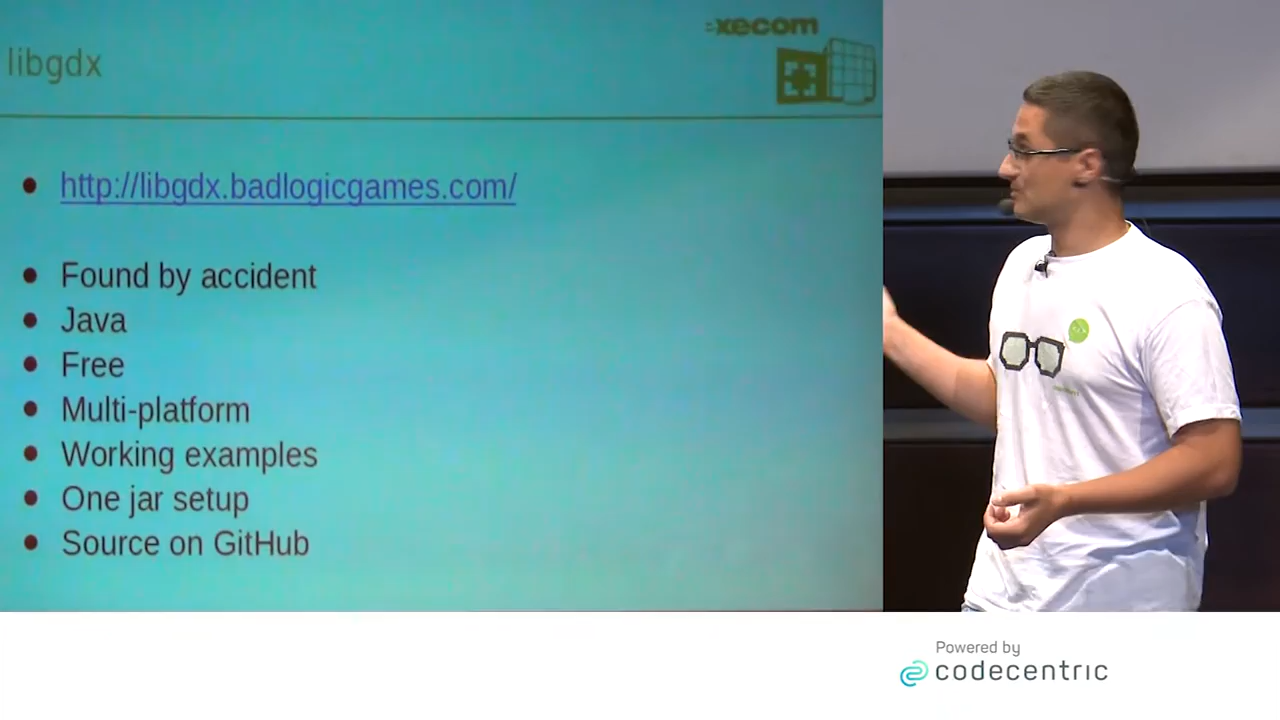 xecom
libgdx
http://libgdx.badlogicgames.com/
Found by accident
Java
Free
Multi-platform
Working examples
One jar setup
Source on GitHub
Powered by
codecentric